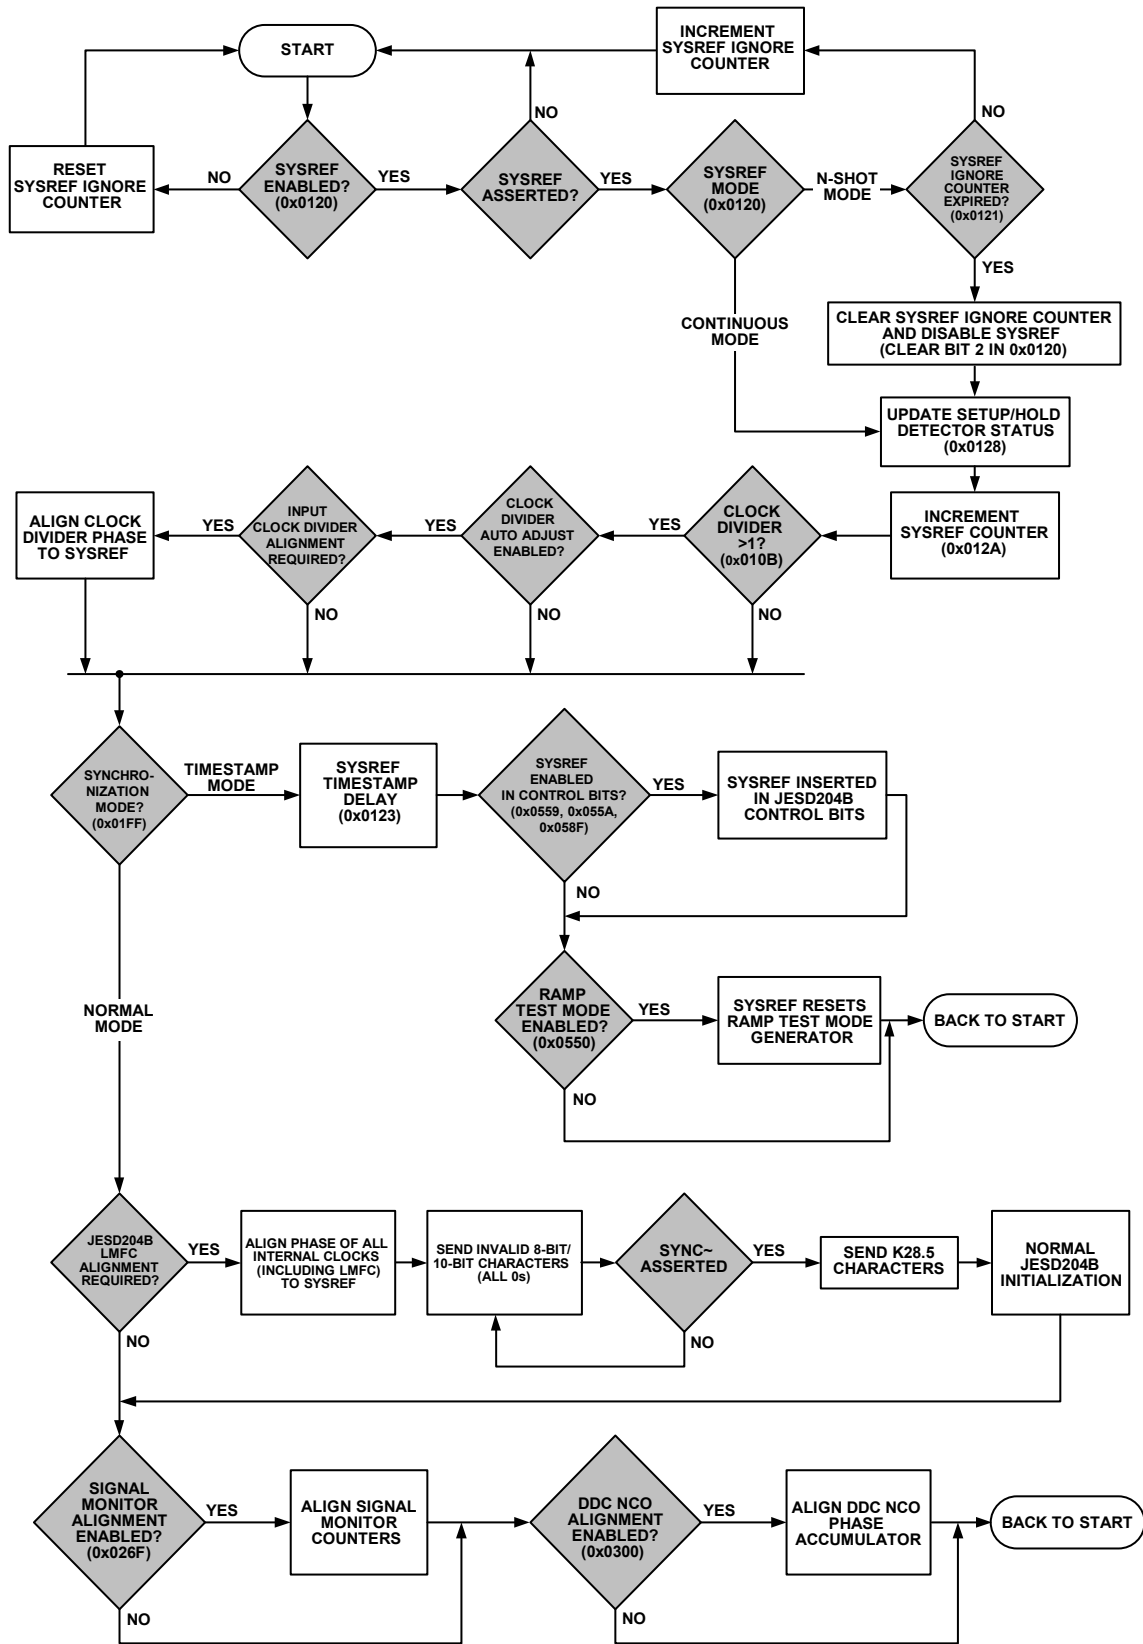 START
INCREMENT
SYSREF IGNORE
COUNTER
NO
NO
RESET
SYSREF IGNORE
COUNTER
NO
SYSREF
ENABLED?
(0x0120)
YES
SYSREF
ASSERTED?
YES
SYSREF
MODE
(0x0120)
N-SHOT
MODE
SYSREF
IGNORE
COUNTER
EXPIRED?
(0x0121)
YES
CONTINUOUS
MODE
CLEAR SYSREF IGNORE COUNTER
AND DISABLE SYSREF
(CLEAR BIT 2 IN 0x0120)
UPDATE SETUP/HOLD
DETECTOR STATUS
(0x0128)
ALIGN CLOCK
DIVIDER PHASE
TO SYSREF
YES
INPUT
CLOCK DIVIDER
ALIGNMENT
REQUIRED?
YES
CLOCK
DIVIDER
AUTO ADJUST
ENABLED?
YES
CLOCK
DIVIDER
>1?
(0x010B)
INCREMENT
SYSREF COUNTER
(0x012A)
NO
NO
NO
SYNCHRO-
NIZATION
MODE?
(0x01FF)
TIMESTAMP
MODE
SYSREF
TIMESTAMP
DELAY
(0x0123)
SYSREF
ENABLED
IN CONTROL BITS?
(0x0559, 0x055A,
0x058F)
YES
SYSREF INSERTED
IN JESD204B
CONTROL BITS
NO
NORMAL
MODE
RAMP
TEST MODE
ENABLED?
(0x0550)
YES
SYSREF RESETS
RAMP TEST MODE
GENERATOR
BACK TO START
NO
JESD204B
LMFC
ALIGNMENT
REQUIRED?
YES
ALIGN PHASE OF ALL
INTERNAL CLOCKS
(INCLUDING LMFC)
TO SYSREF
SEND INVALID 8-BIT/
10-BIT CHARACTERS
(ALL 0s)
SYNC~
ASSERTED
YES
SEND K28.5
CHARACTERS
NORMAL
JESD204B
INITIALIZATION
NO
NO
SIGNAL
MONITOR
ALIGNMENT
ENABLED?
(0x026F)
YES
ALIGN SIGNAL
MONITOR
COUNTERS
DDC NCO
ALIGNMENT
ENABLED?
(0x0300)
YES
ALIGN DDC NCO
PHASE
ACCUMULATOR
BACK TO START
NO
NO